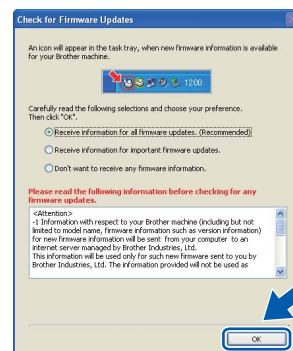 Check for Firmware Updates
An icon will appear in the task tray, when new firmware information is available
for your Brother machine.
1200
Carefully read the following selections and choose your preference.
Then click "OK".
Receive information for all firmware updates. (Recommended)
Receive information for important firmware updates.
Don't want to receive any firmware information.
Please read the following information before checking for any
firmware updates.
<Attention>
-1 Information with respect to your Brother machine (including but not
limited to model name, firmware information such as version information)
for new firmware information will be sent from your computer to an
internet server managed by Brother Industries, Ltd.
This information will be used only for such new firmware sent to you by
Brother Industries, Ltd. The information provided will not be used as
OK